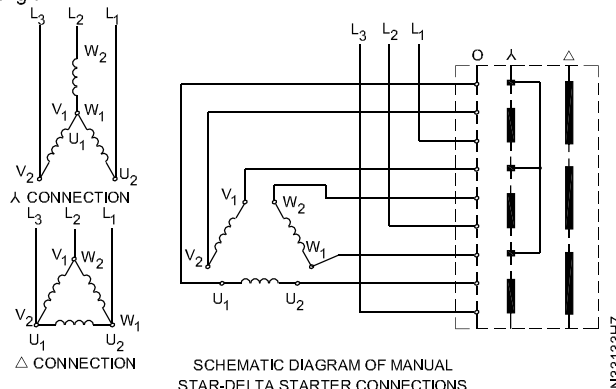 L3 L2 L1
W2
V1 W1
U1
V2 U2
⅄ CONNECTION
L3 L2 L1
V1 W2
V2 W1
U1 U2
△ CONNECTION
L3 L2 L1
O ⅄ △
V1 W2
V2 W1
U1 U2
SCHEMATIC DIAGRAM OF MANUAL
STAR-DELTA STARTER CONNECTIONS